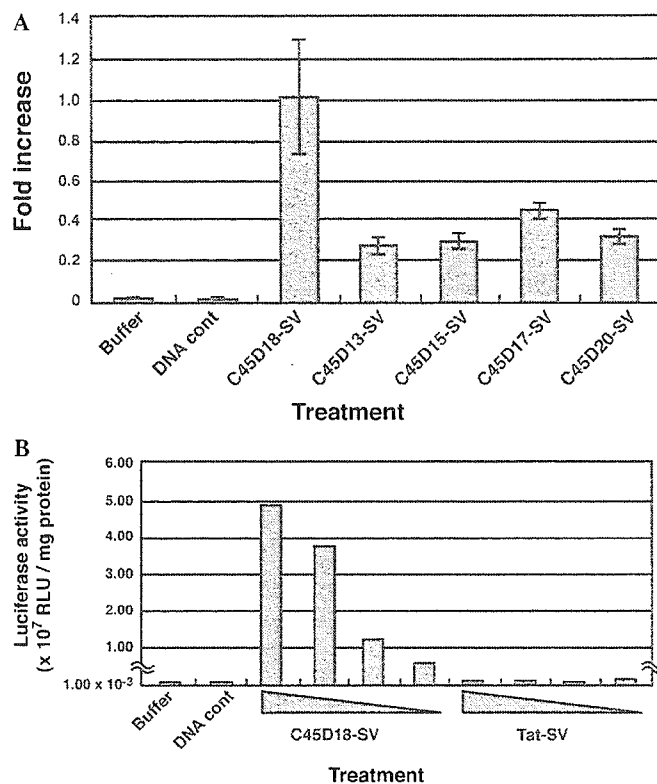 A
Fold increase
1.4
1.2
1.0
0.8
0.6
0.4
0.2
0
Buffer
DNA cont
C45D18-SV
C45D13-SV
C45D15-SV
C45D17-SV
C45D20-SV
Treatment
B
Luciferase activity
(x 10⁷ RLU / mg protein)
6.00
5.00
4.00
3.00
2.00
1.00
1.00 x 10⁻³
Buffer
DNA cont
C45D18-SV
Tat-SV
Treatment